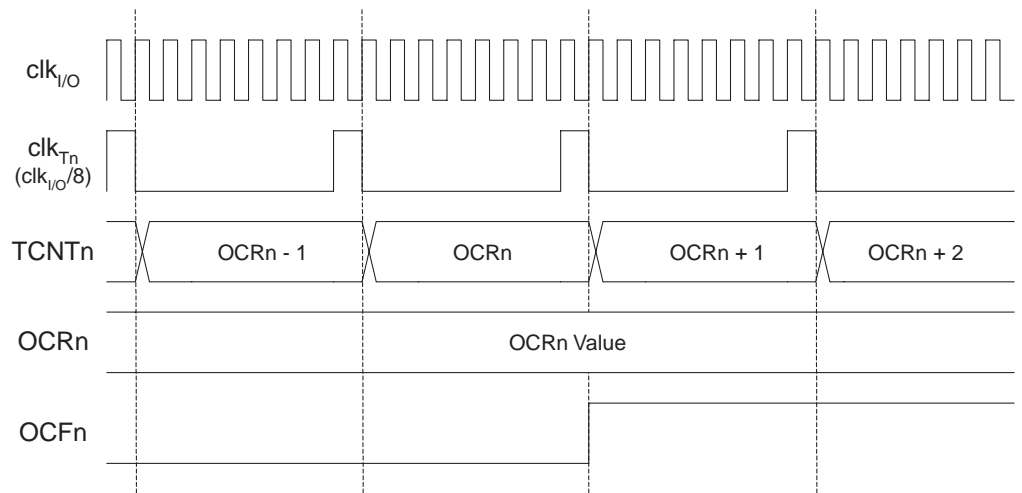 clkI/O
clkTn
(clkI/O/8)
TCNTn
OCRn - 1
OCRn
OCRn + 1
OCRn + 2
OCRn
OCRn Value
OCFn